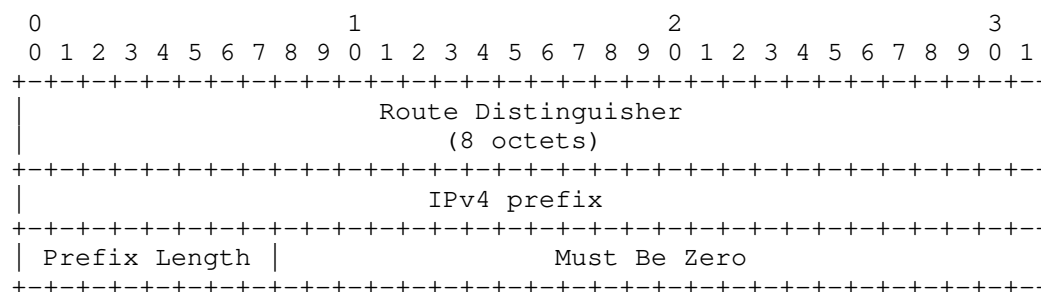 0                   1                   2                   3
 0 1 2 3 4 5 6 7 8 9 0 1 2 3 4 5 6 7 8 9 0 1 2 3 4 5 6 7 8 9 0 1
+-+-+-+-+-+-+-+-+-+-+-+-+-+-+-+-+-+-+-+-+-+-+-+-+-+-+-+-+-+-+-+-
|                      Route Distinguisher
|                          (8 octets)
+-+-+-+-+-+-+-+-+-+-+-+-+-+-+-+-+-+-+-+-+-+-+-+-+-+-+-+-+-+-+-+-
|                         IPv4 prefix
+-+-+-+-+-+-+-+-+-+-+-+-+-+-+-+-+-+-+-+-+-+-+-+-+-+-+-+-+-+-+-+-
| Prefix Length |                 Must Be Zero
+-+-+-+-+-+-+-+-+-+-+-+-+-+-+-+-+-+-+-+-+-+-+-+-+-+-+-+-+-+-+-+-